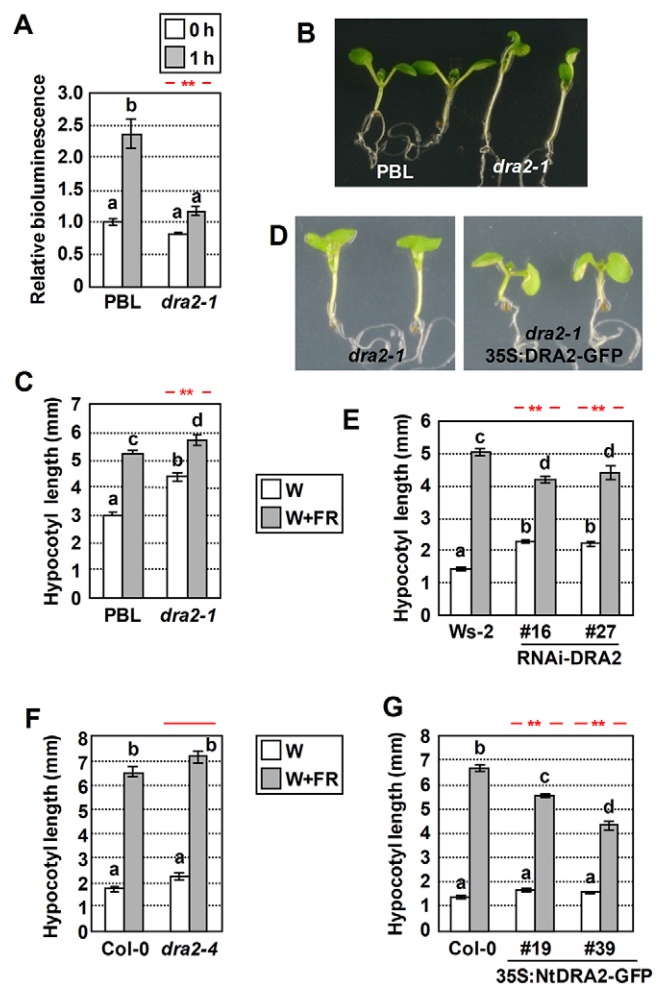 A
0 h
1 h
**
Relative bioluminescence
3.0
2.5
2.0
1.5
1.0
0.5
0.0
a
b
a
a
PBL
dra2-1
B
PBL
dra2-1
D
dra2-1
dra2-1
35S:DRA2-GFP
C
**
Hypocotyl length (mm)
7
6
5
4
3
2
1
0
a
c
b
d
PBL
dra2-1
W
W+FR
E
**
**
Hypocotyl length (mm)
6
5
4
3
2
1
0
a
c
b
d
b
d
Ws-2
#16
#27
RNAi-DRA2
F
Hypocotyl length (mm)
8
7
6
5
4
3
2
1
0
a
b
a
b
Col-0
dra2-4
W
W+FR
G
**
**
Hypocotyl length (mm)
8
7
6
5
4
3
2
1
0
a
b
a
c
a
d
Col-0
#19
#39
35S:NtDRA2-GFP